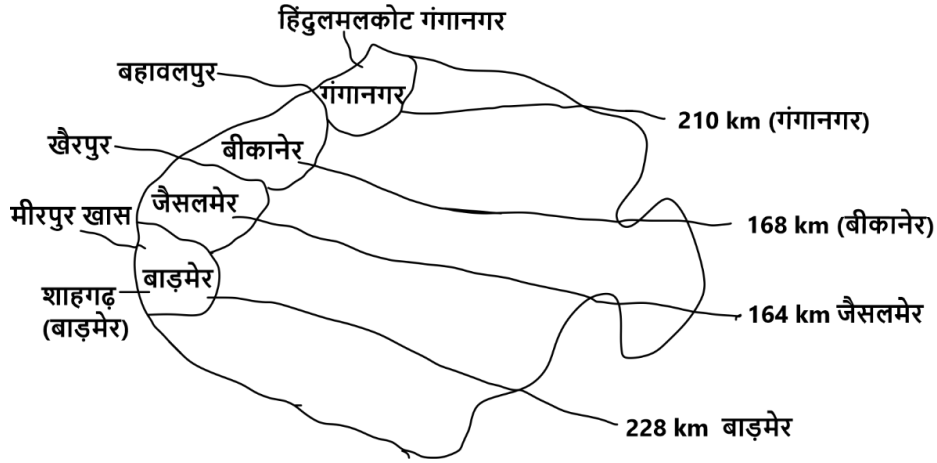 हिंदुलमलकोट गंगानगर
बहावलपुर
गंगानगर
210 km (गंगानगर)
खैरपुर
बीकानेर
जैसलमेर
मीरपुर खास
168 km (बीकानेर)
बाड़मेर
शाहगढ़
(बाड़मेर)
164 km जैसलमेर
228 km बाड़मेर